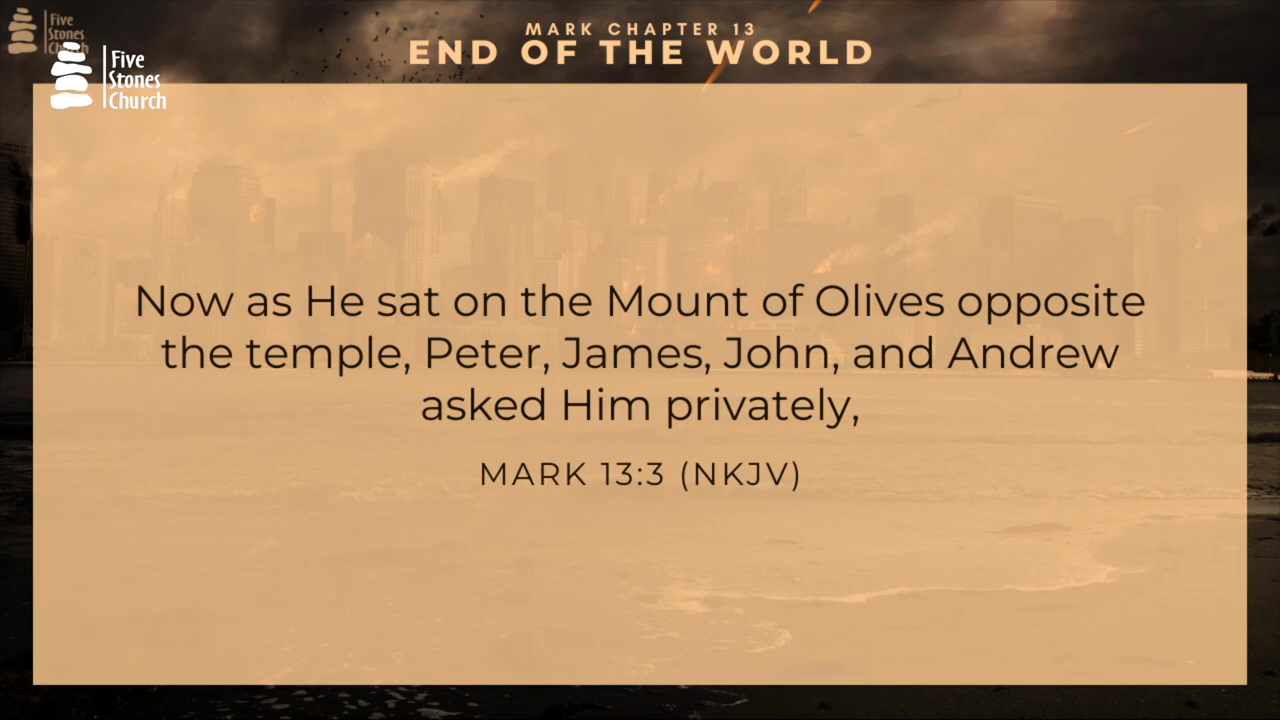 Five
Stones
Church
Five
Stones
Church
MARK CHAPTER 13
END OF THE WORLD
Now as He sat on the Mount of Olives opposite
the temple, Peter, James, John, and Andrew
asked Him privately,
MARK 13:3 (NKJV)